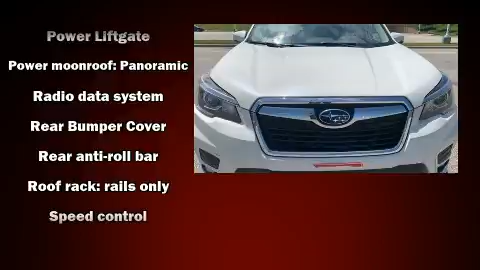 Power Liftgate
Power moonroof: Panoramic
Radio data system
Rear Bumper Cover
Rear anti-roll bar
Roof rack: rails only
Speed control